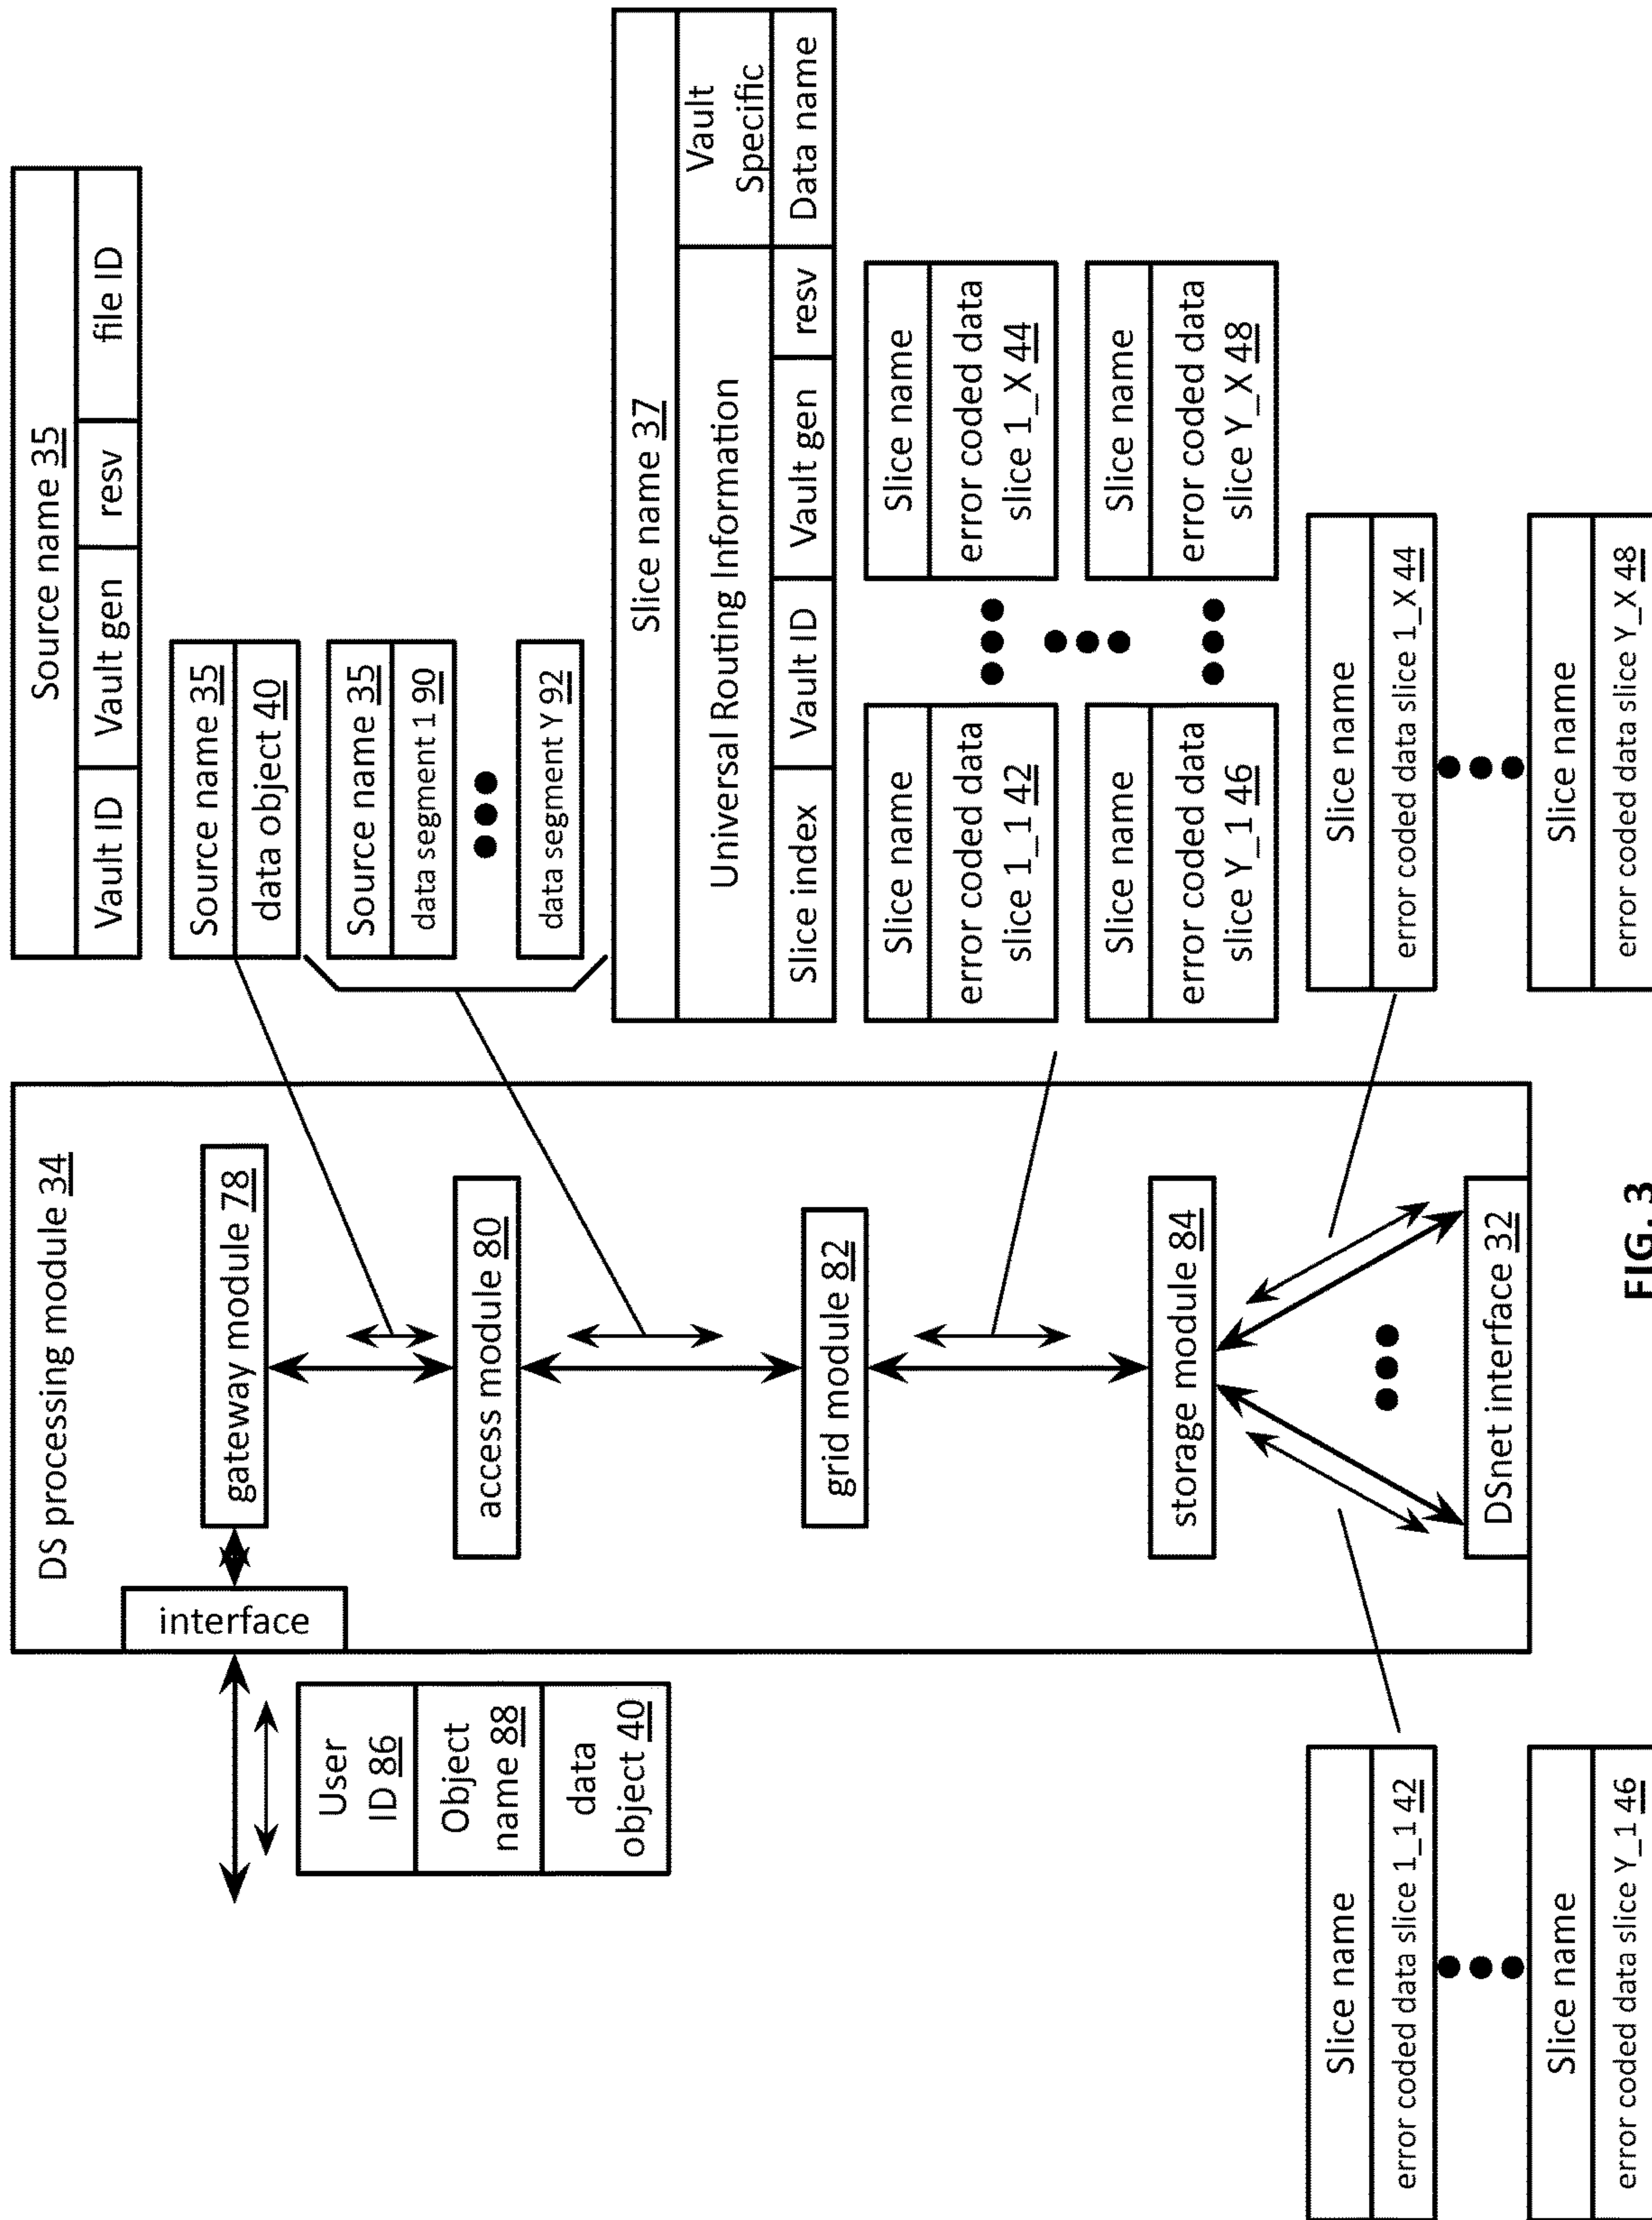 DS processing module 34
interface
gateway module 78
access module 80
grid module 82
storage module 84
DSnet interface 32
User
ID 86
Object
name 88
data
object 40
Source name 35
Vault ID
Vault gen
resv
file ID
Source name 35
data object 40
Source name 35
data segment 1 90
data segment Y 92
Slice name 37
Universal Routing Information
Vault
Specific
Slice index
Vault ID
Vault gen
resv
Data name
Slice name
error coded data
slice 1_1 42
Slice name
error coded data
slice 1_X 44
Slice name
error coded data
slice Y_1 46
Slice name
error coded data
slice Y_X 48
Slice name
error coded data slice 1_1 42
Slice name
error coded data slice Y_1 46
Slice name
error coded data slice 1_X 44
Slice name
error coded data slice Y_X 48
FIG. 3